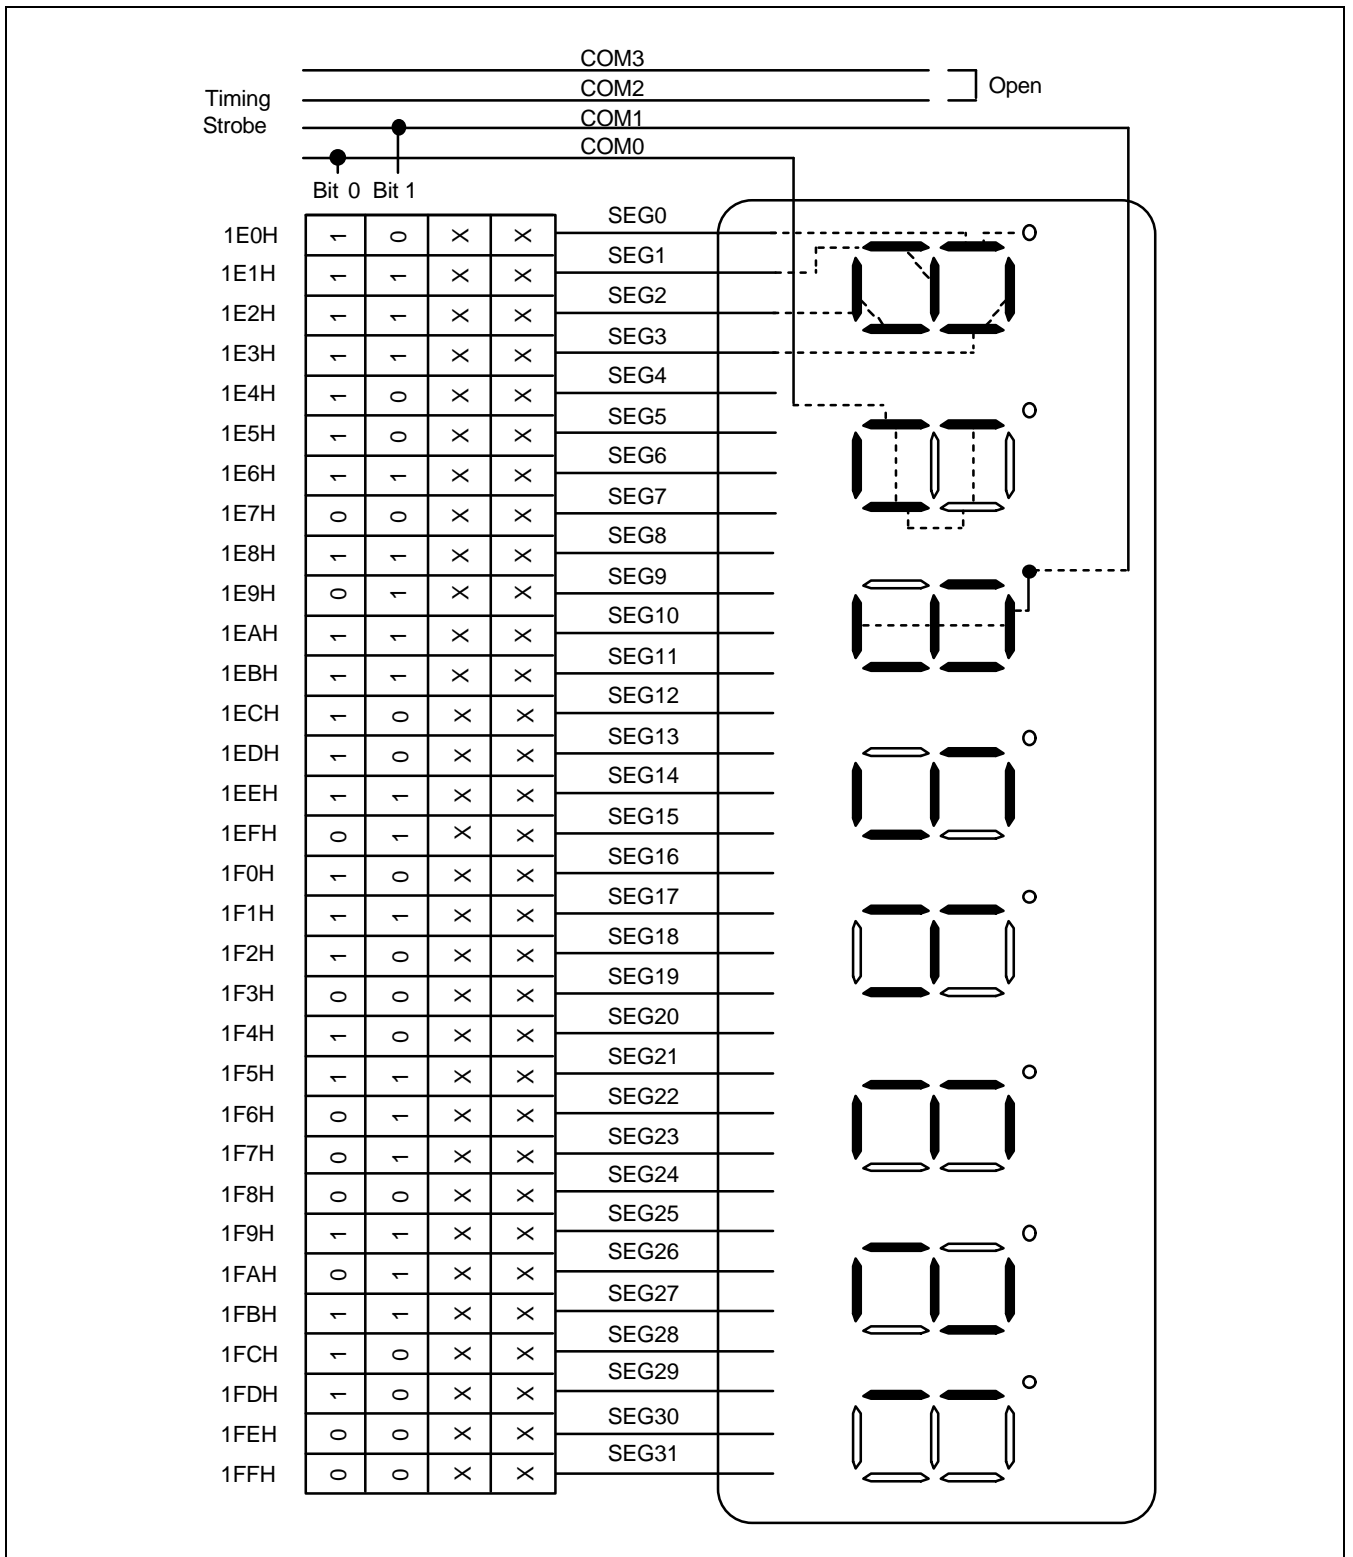 COM3
COM2
Open
Timing
Strobe
COM1
COM0
Bit 0 Bit 1
1E0H 1 0 X X SEG0
1E1H 1 1 X X SEG1
1E2H 1 1 X X SEG2
1E3H 1 1 X X SEG3
1E4H 1 0 X X SEG4
1E5H 1 0 X X SEG5
1E6H 1 1 X X SEG6
1E7H 0 0 X X SEG7
1E8H 1 1 X X SEG8
1E9H 0 1 X X SEG9
1EAH 1 1 X X SEG10
1EBH 1 1 X X SEG11
1ECH 1 0 X X SEG12
1EDH 1 0 X X SEG13
1EEH 1 1 X X SEG14
1EFH 0 1 X X SEG15
1F0H 1 0 X X SEG16
1F1H 1 1 X X SEG17
1F2H 1 0 X X SEG18
1F3H 0 0 X X SEG19
1F4H 1 0 X X SEG20
1F5H 1 1 X X SEG21
1F6H 0 1 X X SEG22
1F7H 0 1 X X SEG23
1F8H 0 0 X X SEG24
1F9H 1 1 X X SEG25
1FAH 0 1 X X SEG26
1FBH 1 1 X X SEG27
1FCH 1 0 X X SEG28
1FDH 1 0 X X SEG29
1FEH 0 0 X X SEG30
1FFH 0 0 X X SEG31